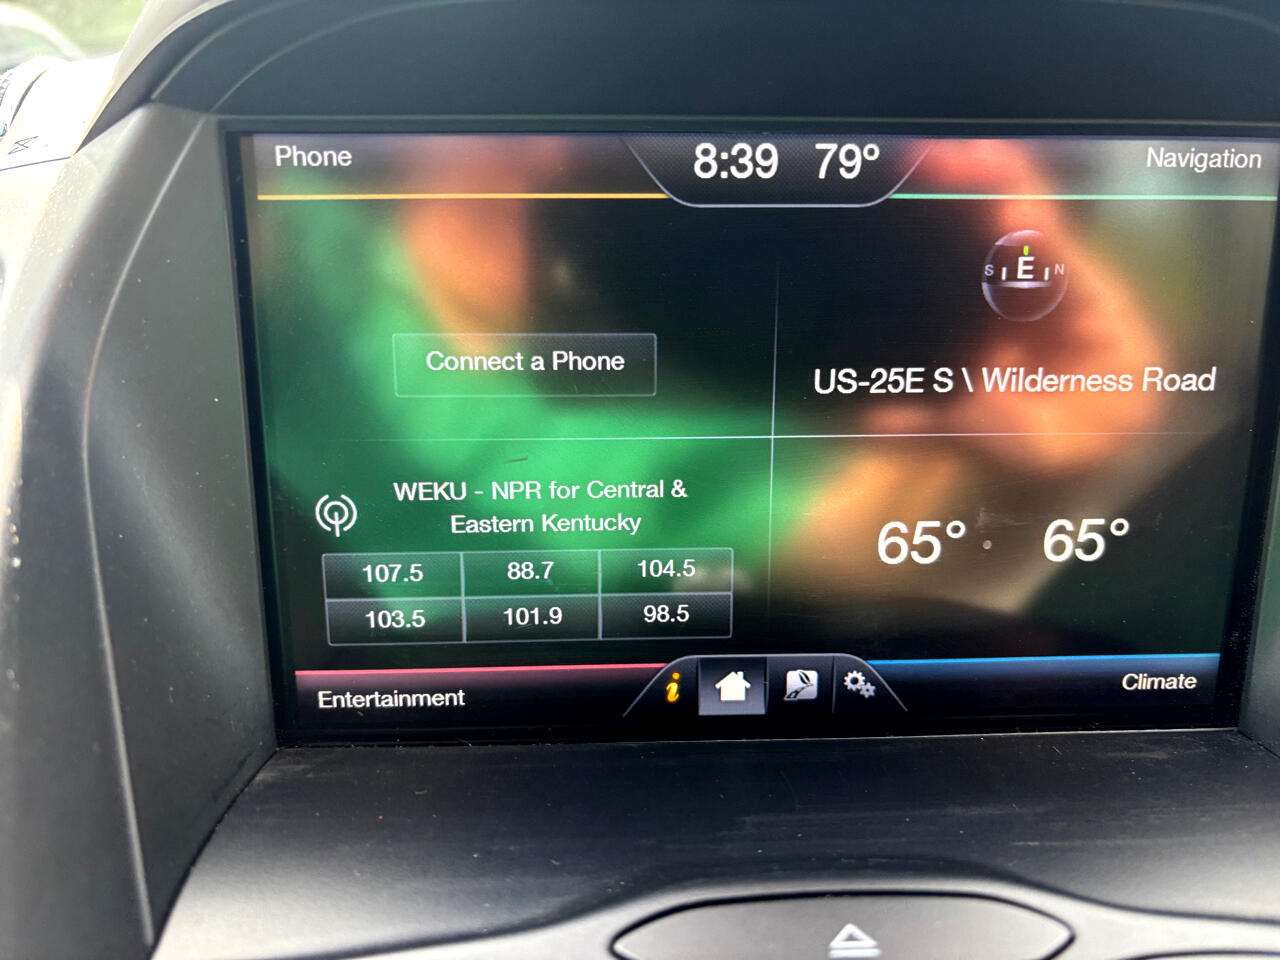 Phone
8:39 79º
Navigation
S E N
Connect a Phone
US-25E S \ Wilderness Road
WEKU - NPR for Central &
Eastern Kentucky
107.5 88.7 104.5
103.5 101.9 98.5
65° 65°
Entertainment
i
Climate